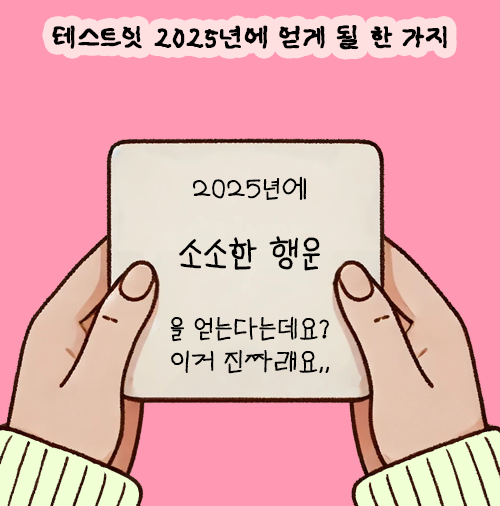 테스트잇 2025년에 얻게 될 한 가지
2025년에
소소한 행운
을 얻는다는데요?
이거 진짜래요,,